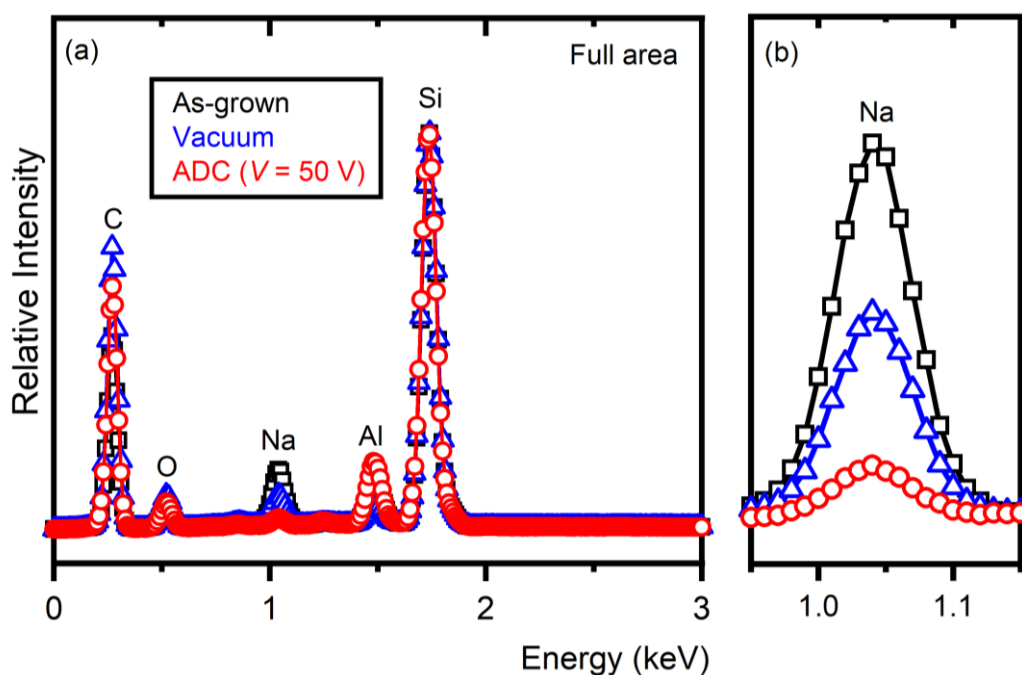 (a)
Full area
As-grown
Vacuum
ADC (V = 50 V)
C
O
Na
Al
Si
Relative Intensity
0
1
2
3
Energy (keV)
(b)
Na
1.0
1.1